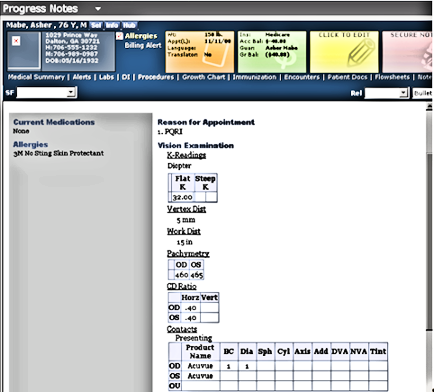 Progress Notes
Mabe, Asher, 76 Y, M Sel Info Hub
1029 Prince Way
Dalton, GA 30721
H:706-555-1232
M:706-909-0987
DOB:05/16/1932
Allergies
Billing Alert
Wt: 150 lb.
Appt(L): 11/11/08
Language:
Translator: No
Ins: Medicare
Acc Bal: $-40.00
Guar: Asher Mabe
Gr Bal: ($40.00)
CLICK TO EDIT
SECURE NO
Medical Summary | Alerts | Labs | DI | Procedures | Growth Chart | Immunization | Encounters | Patient Docs | Flowsheets | Note
SF
Ref
Bullet
Current Medications
None
Allergies
3M No Sting Skin Protectant
Reason for Appointment
1. PQRI
Vision Examination
K-Readings
Diopter
Flat K Steep K
32.00
Vertex Dist
5 mm
Work Dist
15 in
Pachymetry
OD OS
460 465
CD Ratio
Horz Vert
OD .40
OS .40
Contacts
Presenting
Product Name BC Dia Sph Cyl Axis Add DVA NVA Tint
OD Acuvue 1 1
OS Acuvue
OU